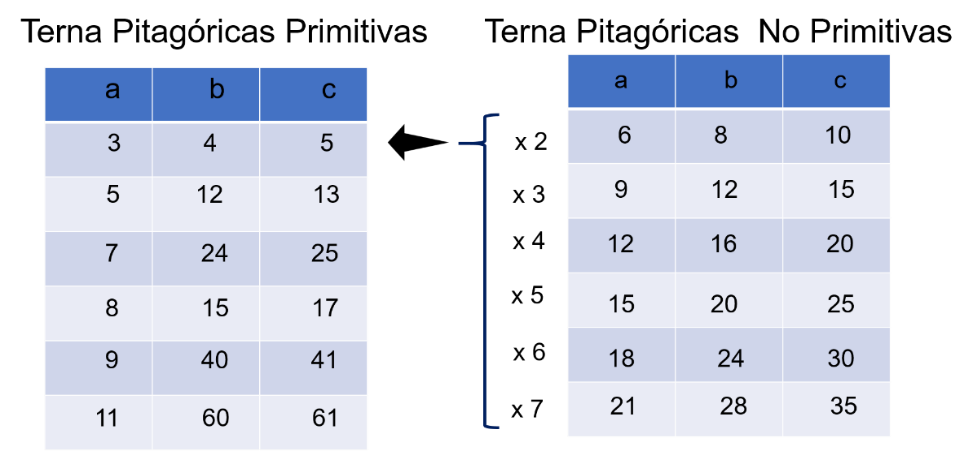 Terna Pitagóricas Primitivas
a b c
3 4 5
5 12 13
7 24 25
8 15 17
9 40 41
11 60 61
Terna Pitagóricas No Primitivas
a b c
x 2 6 8 10
x 3 9 12 15
x 4 12 16 20
x 5 15 20 25
x 6 18 24 30
x 7 21 28 35